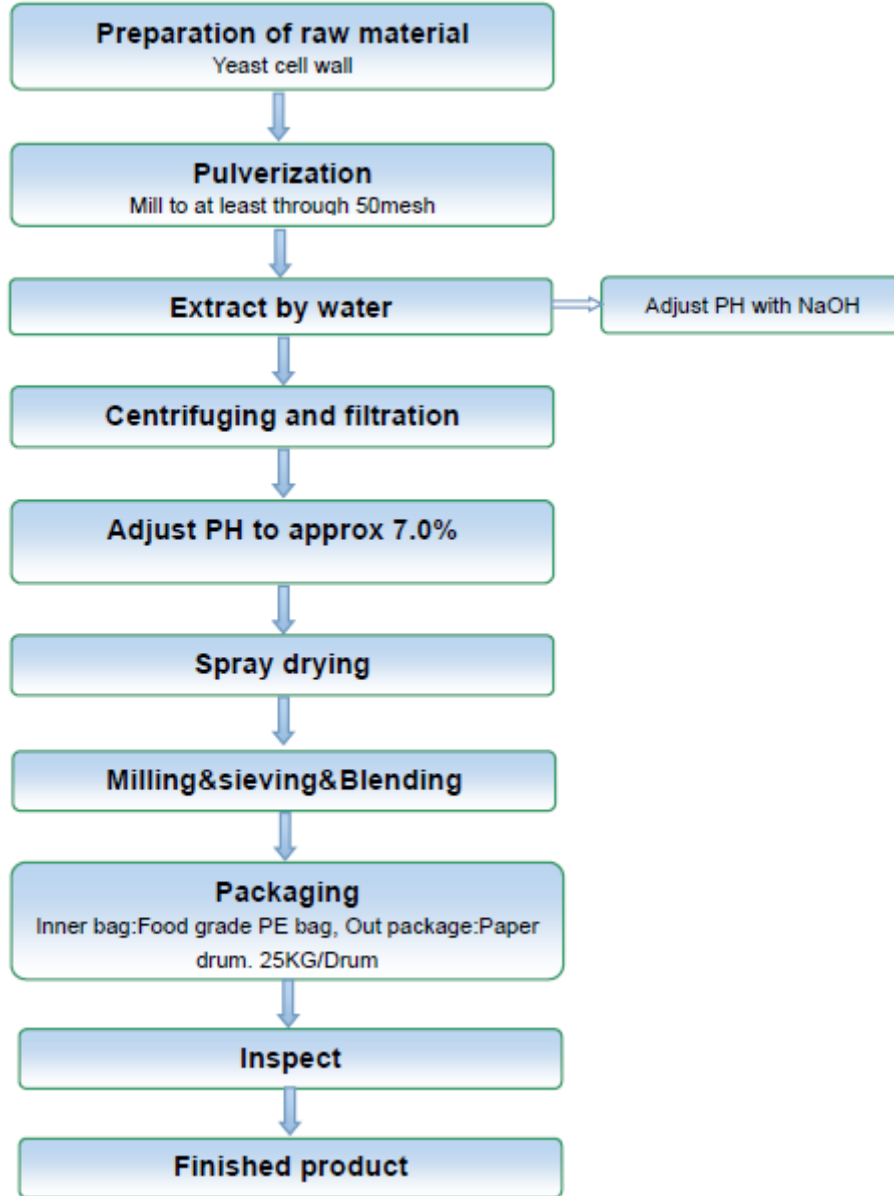 Preparation of raw material
Yeast cell wall
Pulverization
Mill to at least through 50mesh
Extract by water
Adjust PH with NaOH
Centrifuging and filtration
Adjust PH to approx 7.0%
Spray drying
Milling&sieving&Blending
Packaging
Inner bag:Food grade PE bag, Out package:Paper
drum. 25KG/Drum
Inspect
Finished product